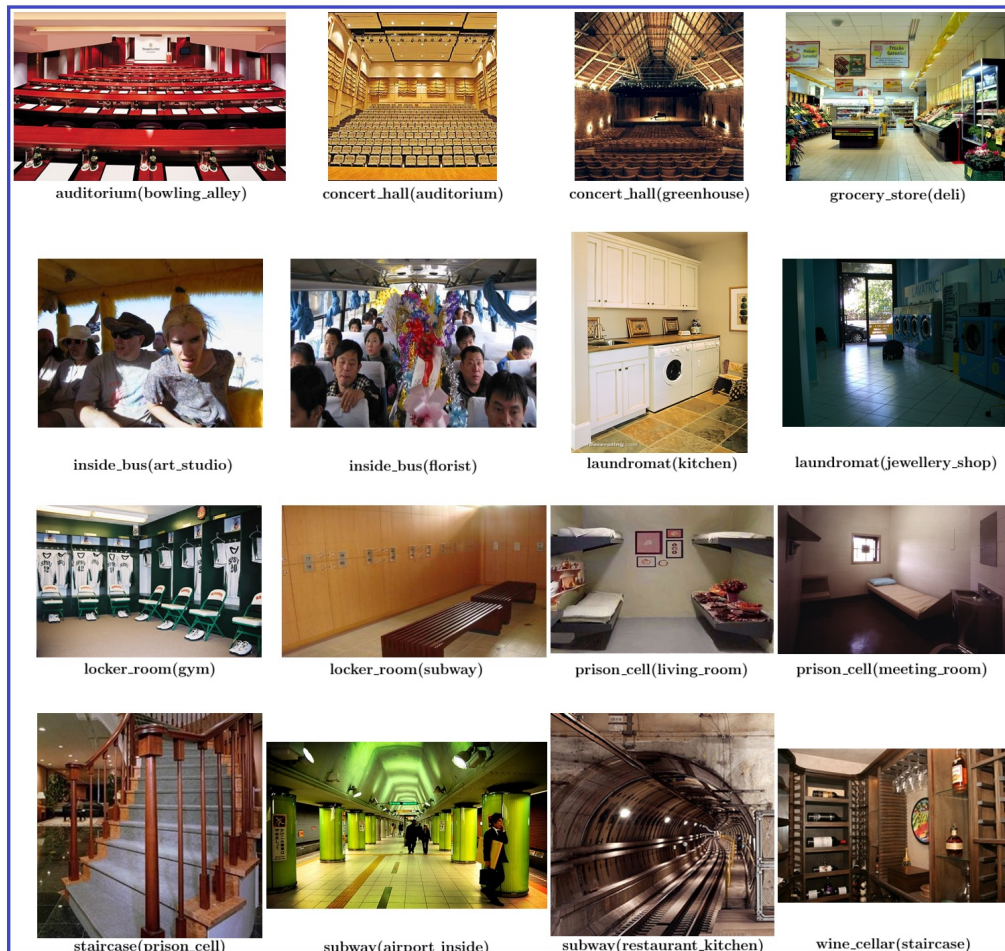 auditorium(bowling_alley)
concert_hall(auditorium)
concert_hall(greenhouse)
grocery_store(deli)
inside_bus(art_studio)
inside_bus(florist)
laundromat(kitchen)
laundromat(jewellery_shop)
locker_room(gym)
locker_room(subway)
prison_cell(living_room)
prison_cell(meeting_room)
staircase(prison_cell)
subway(airport_inside)
subway(restaurant_kitchen)
wine_cellar(staircase)